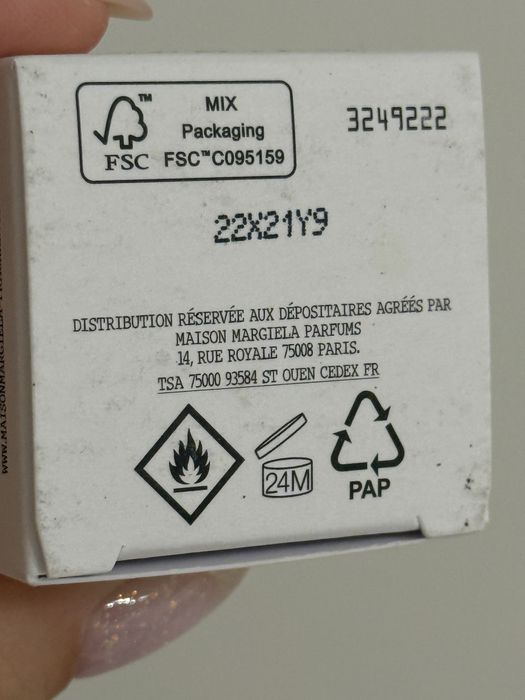 MIX
Packaging
FSC™ FSC™C095159
3249222
22X21Y9
DISTRIBUTION RÉSERVÉE AUX DÉPOSITAIRES AGRÉÉS PAR
MAISON MARGIELA PARFUMS
14, RUE ROYALE 75008 PARIS.
TSA 75000 93584 ST OUEN CEDEX FR
24M
PAP